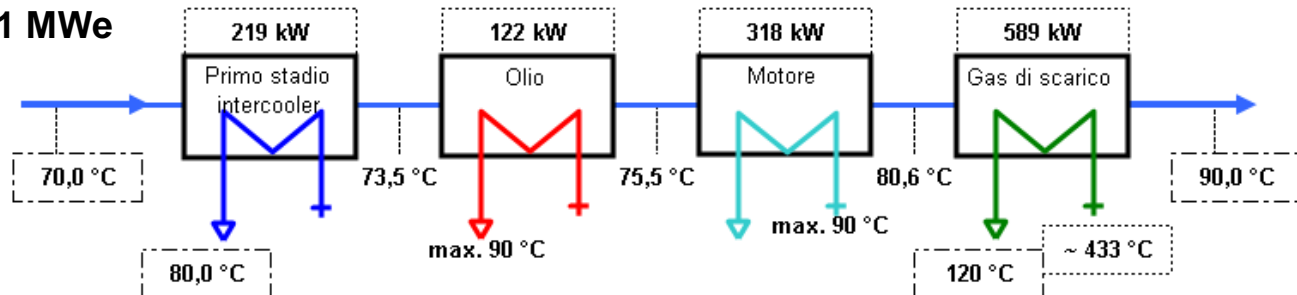 1 MWe
219 kW
122 kW
318 kW
589 kW
Primo stadio
intercooler
Olio
Motore
Gas di scarico
70,0 °C
73,5 °C
75,5 °C
80,6 °C
90,0 °C
80,0 °C
max. 90 °C
max. 90 °C
120 °C
~ 433 °C